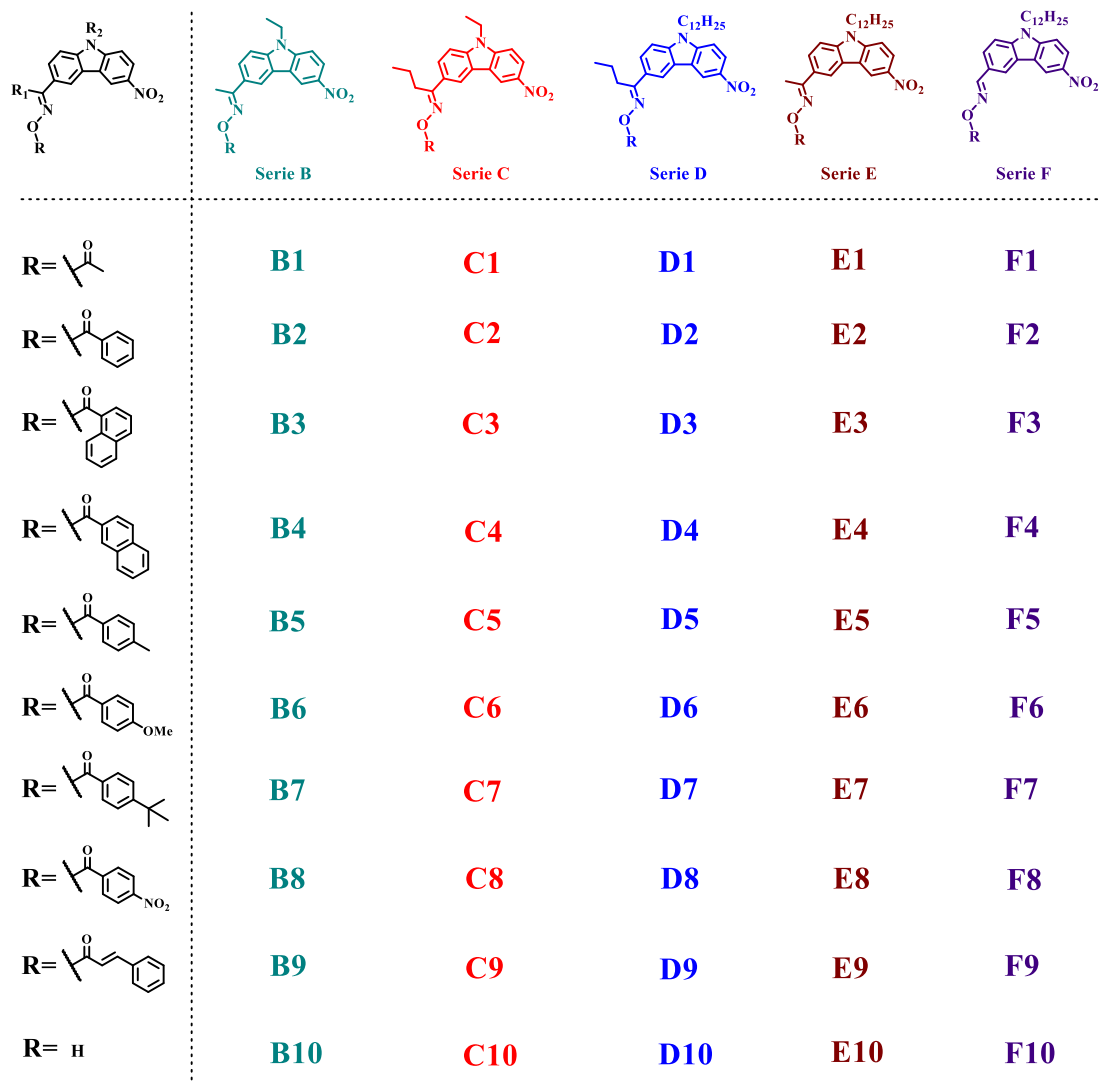 R₂
N
R₁
N
O
R
NO₂
N
N
O
R
NO₂
Serie B
N
N
O
R
NO₂
Serie C
C₁₂H₂₅
N
N
O
R
NO₂
Serie D
C₁₂H₂₅
N
N
O
R
NO₂
Serie E
C₁₂H₂₅
N
N
O
R
NO₂
Serie F
R= O B1 C1 D1 E1 F1
R= O B2 C2 D2 E2 F2
R= O B3 C3 D3 E3 F3
R= O B4 C4 D4 E4 F4
R= O B5 C5 D5 E5 F5
R= O OMe B6 C6 D6 E6 F6
R= O B7 C7 D7 E7 F7
R= O NO₂ B8 C8 D8 E8 F8
R= O B9 C9 D9 E9 F9
R= H B10 C10 D10 E10 F10